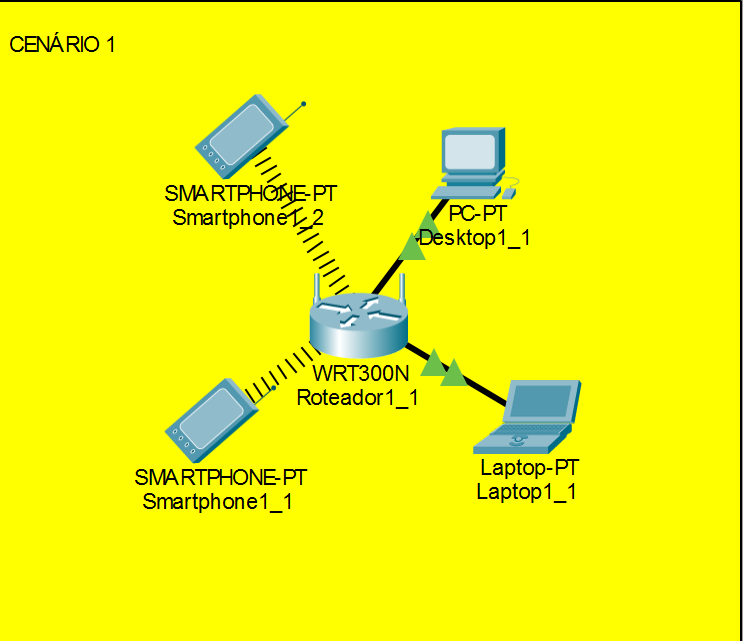 CENÁRIO 1
SMARTPHONE-PT
Smartphone1_2
PC-PT
Desktop1_1
WRT300N
Roteador1_1
SMARTPHONE-PT
Smartphone1_1
Laptop-PT
Laptop1_1